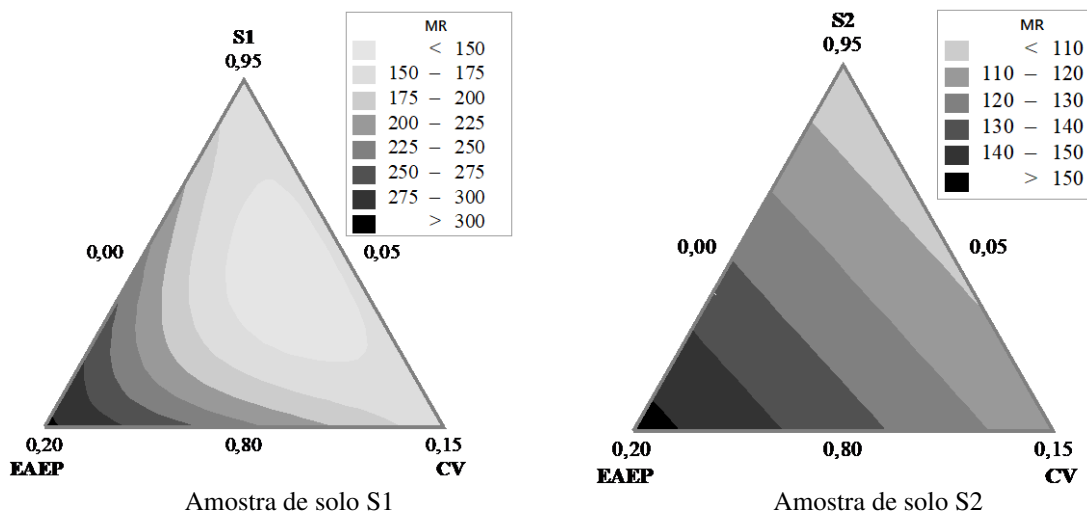 S1
0,95
MR
< 150
150 – 175
175 – 200
200 – 225
225 – 250
250 – 275
275 – 300
> 300
0,00
0,05
0,20
0,80
0,15
EAEP
CV
Amostra de solo S1
S2
0,95
MR
< 110
110 – 120
120 – 130
130 – 140
140 – 150
> 150
0,00
0,05
0,20
0,80
0,15
EAEP
CV
Amostra de solo S2